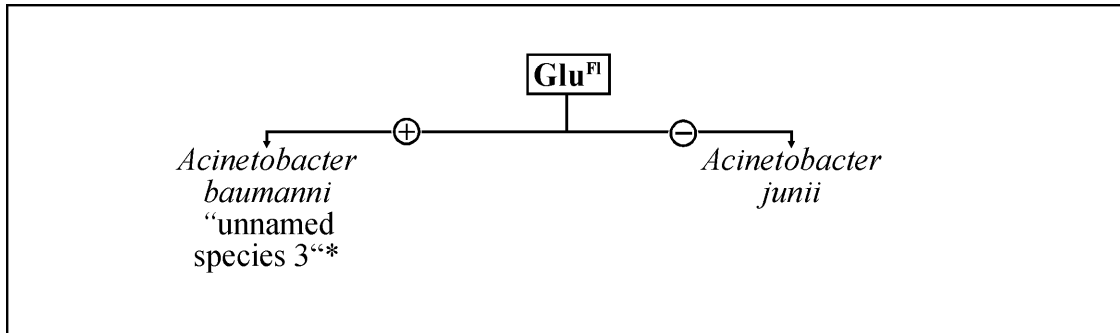 Glu^Fl
+
−
Acinetobacter
baumanni
“unnamed
species 3“*
Acinetobacter
junii